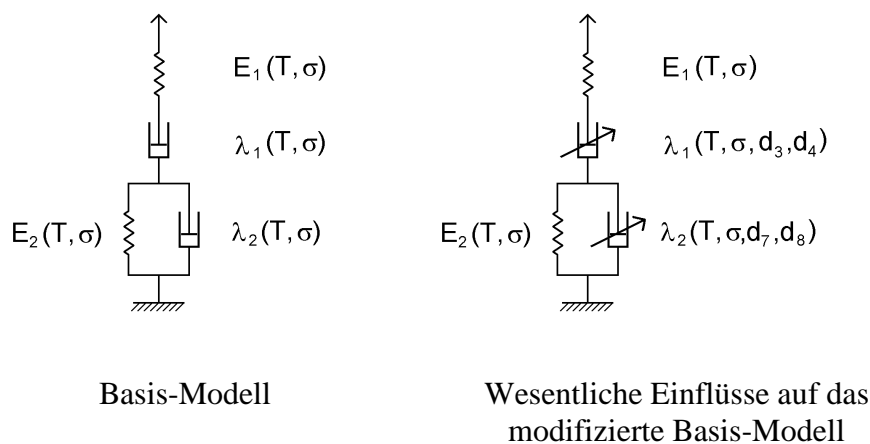 E₁(T,σ)
λ₁(T,σ)
E₂(T,σ)
λ₂(T,σ)
Basis-Modell
E₁(T,σ)
λ₁(T,σ,d₃,d₄)
E₂(T,σ)
λ₂(T,σ,d₇,d₈)
Wesentliche Einflüsse auf das
modifizierte Basis-Modell